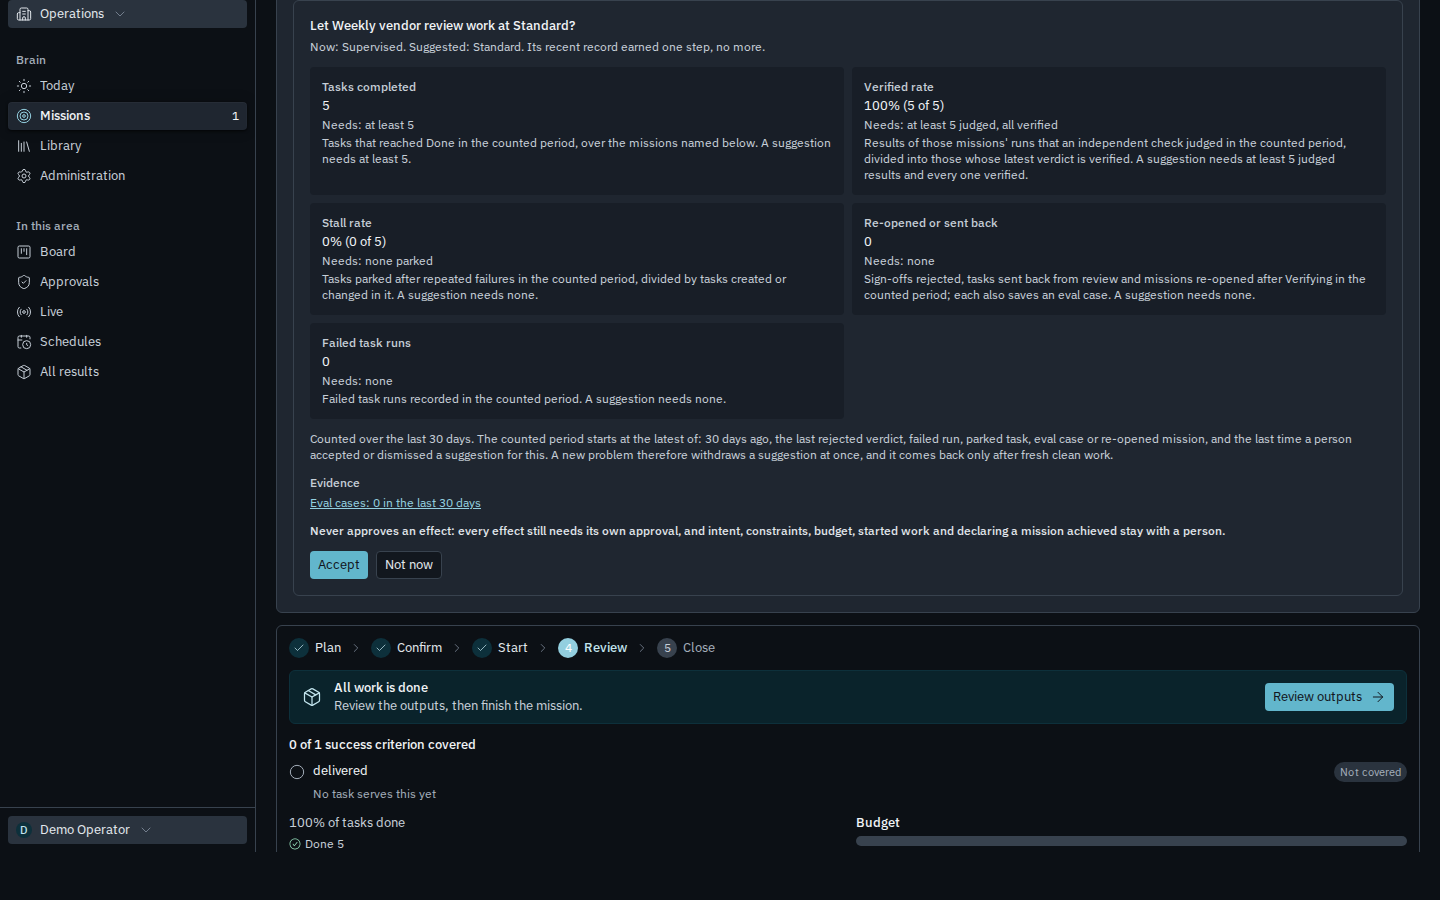 Operations
Brain
Today
Missions 1
Library
Administration
In this area
Board
Approvals
Live
Schedules
All results
D Demo Operator
Let Weekly vendor review work at Standard?
Now: Supervised. Suggested: Standard. Its recent record earned one step, no more.
Tasks completed
5
Needs: at least 5
Tasks that reached Done in the counted period, over the missions named below. A suggestion
needs at least 5.
Verified rate
100% (5 of 5)
Needs: at least 5 judged, all verified
Results of those missions' runs that an independent check judged in the counted period,
divided into those whose latest verdict is verified. A suggestion needs at least 5 judged
results and every one verified.
Stall rate
0% (0 of 5)
Needs: none parked
Tasks parked after repeated failures in the counted period, divided by tasks created or
changed in it. A suggestion needs none.
Re-opened or sent back
0
Needs: none
Sign-offs rejected, tasks sent back from review and missions re-opened after Verifying in the
counted period; each also saves an eval case. A suggestion needs none.
Failed task runs
0
Needs: none
Failed task runs recorded in the counted period. A suggestion needs none.
Counted over the last 30 days. The counted period starts at the latest of: 30 days ago, the last rejected verdict, failed run, parked task, eval case or re-opened mission, and the last time a person
accepted or dismissed a suggestion for this. A new problem therefore withdraws a suggestion at once, and it comes back only after fresh clean work.
Evidence
Eval cases: 0 in the last 30 days
Never approves an effect: every effect still needs its own approval, and intent, constraints, budget, started work and declaring a mission achieved stay with a person.
Accept Not now
Plan Confirm Start 4 Review 5 Close
All work is done
Review the outputs, then finish the mission.
Review outputs
0 of 1 success criterion covered
delivered
Not covered
No task serves this yet
100% of tasks done
Done 5
Budget